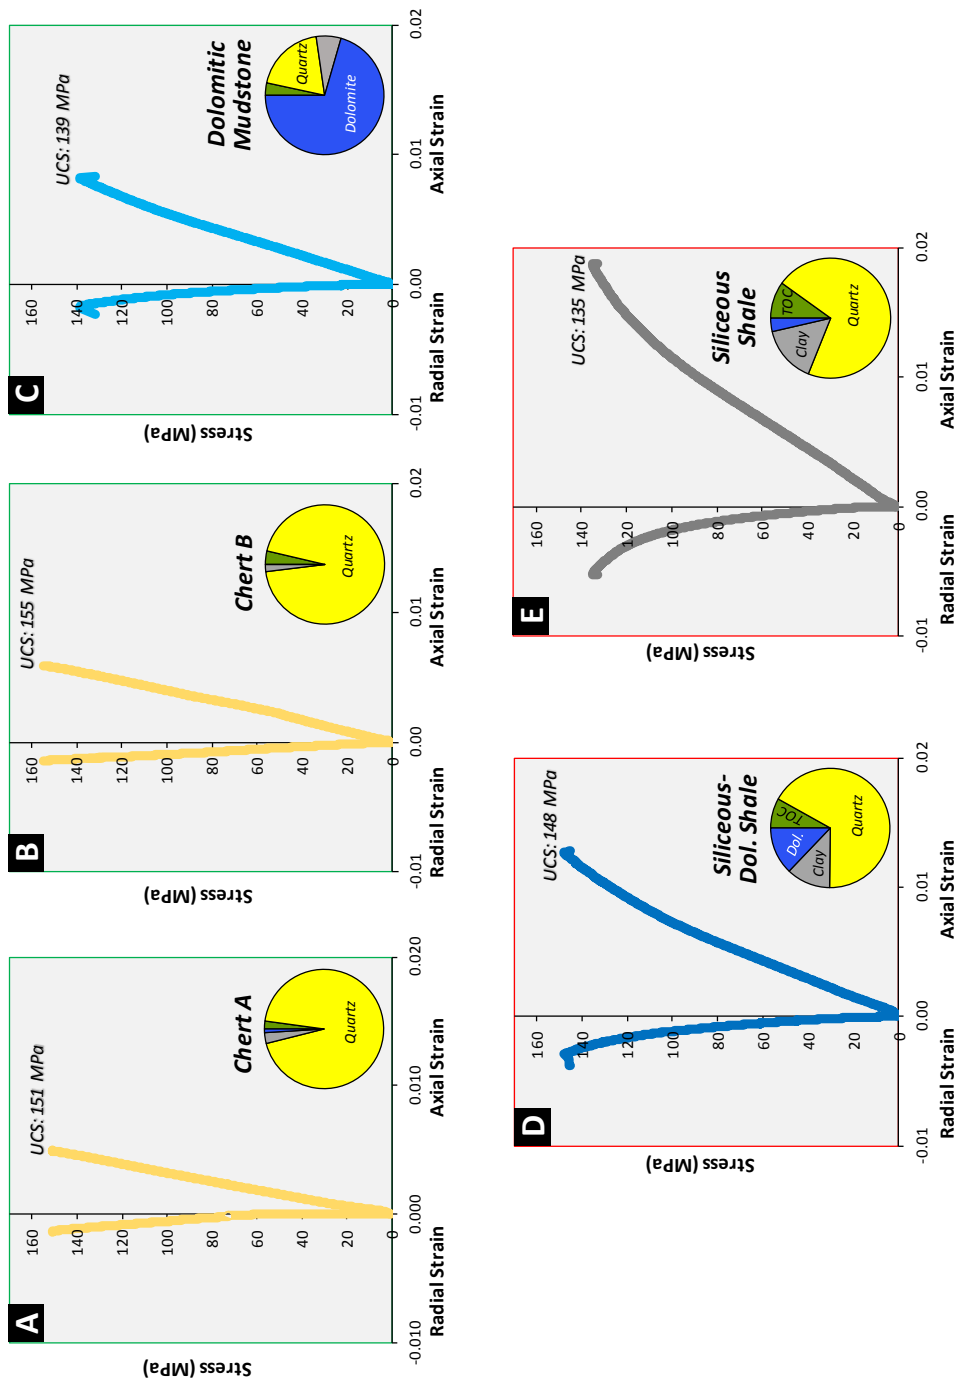 A
UCS: 151 MPa
Chert A
Quartz
Stress (MPa)
160
140
120
100
80
60
40
20
0
-0.010
0.000
0.010
0.020
Radial Strain
Axial Strain
B
UCS: 155 MPa
Chert B
Quartz
Stress (MPa)
160
140
120
100
80
60
40
20
0
-0.01
0.00
0.01
0.02
Radial Strain
Axial Strain
C
UCS: 139 MPa
Dolomitic
Mudstone
Quartz
Dolomite
Stress (MPa)
160
140
120
100
80
60
40
20
0
-0.01
0.00
0.01
0.02
Radial Strain
Axial Strain
D
UCS: 148 MPa
Siliceous-
Dol. Shale
TOC
Dol.
Clay
Quartz
Stress (MPa)
160
140
120
100
80
60
40
20
0
-0.01
0.00
0.01
0.02
Radial Strain
Axial Strain
E
UCS: 135 MPa
Siliceous
Shale
TOC
Clay
Quartz
Stress (MPa)
160
140
120
100
80
60
40
20
0
-0.01
0.00
0.01
0.02
Radial Strain
Axial Strain